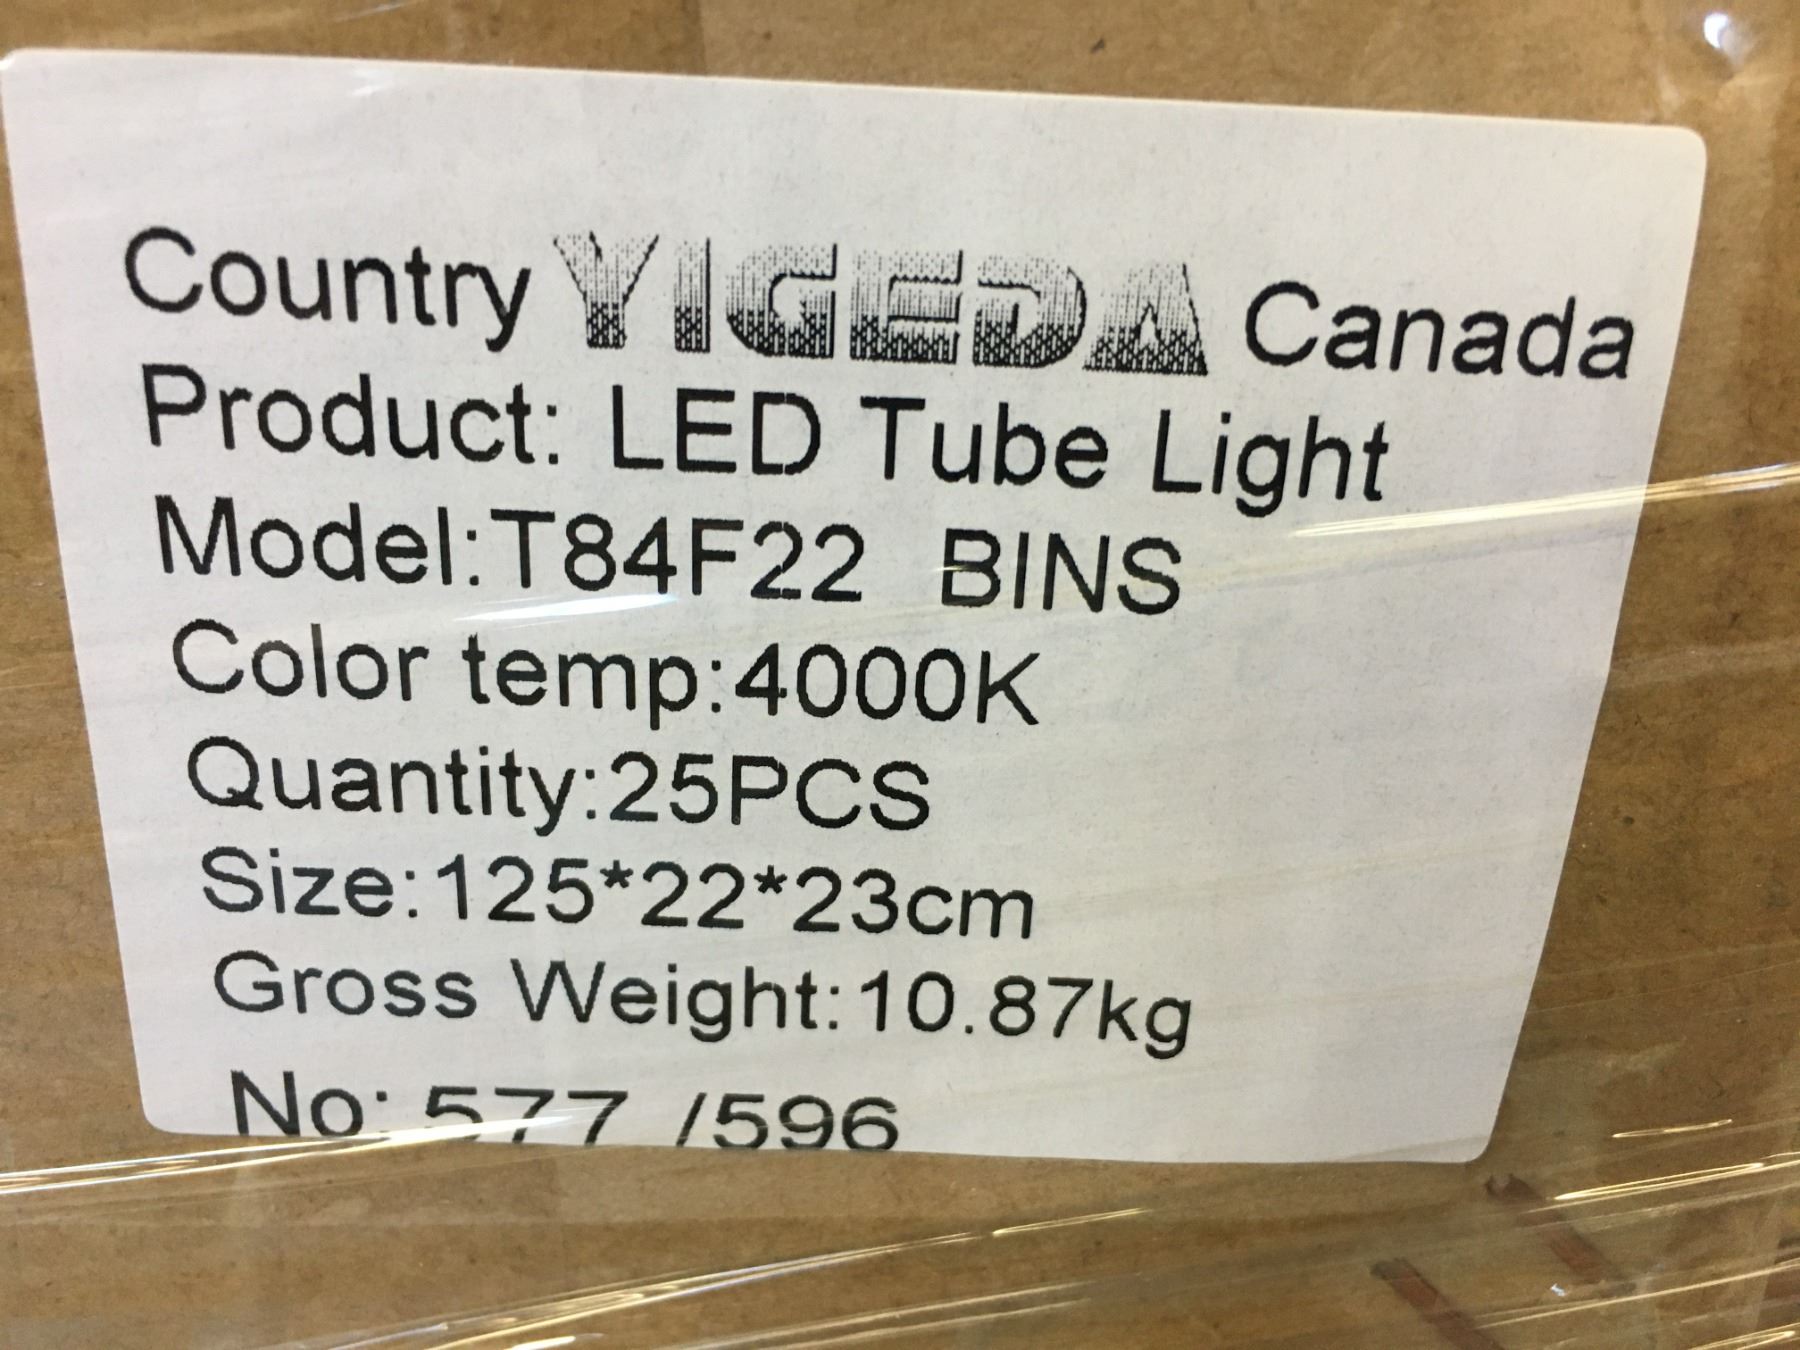 Country YIGEDA Canada
Product: LED Tube Light
Model:T84F22 BINS
Color temp:4000K
Quantity:25PCS
Size:125*22*23cm
Gross Weight:10.87kg
No: 577 /596